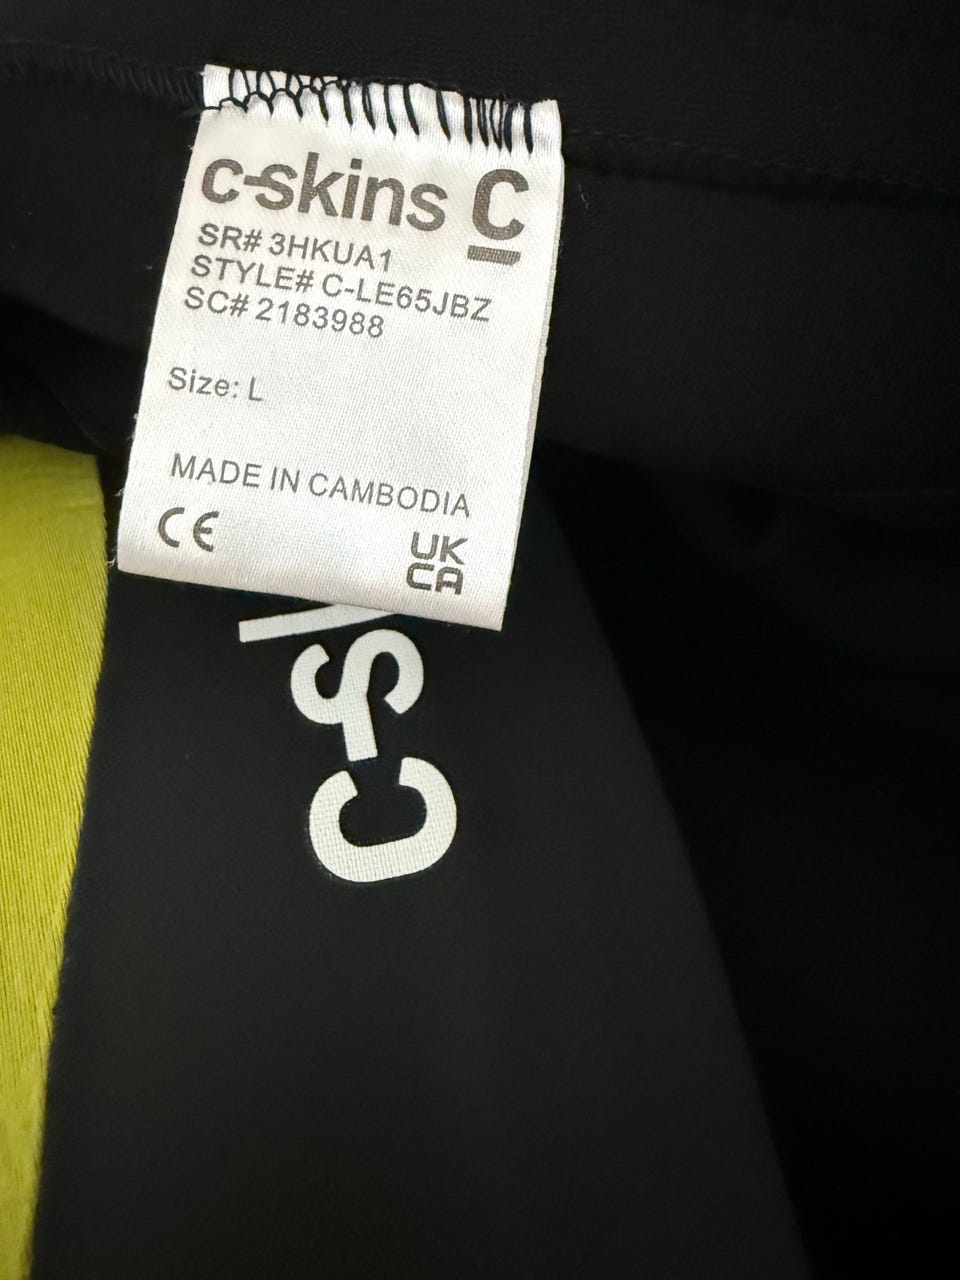 c-skins C
SR# 3HKUA1
STYLE# C-LE65JBZ
SC# 2183988
Size: L
MADE IN CAMBODIA
CE
UK
CA
C-S